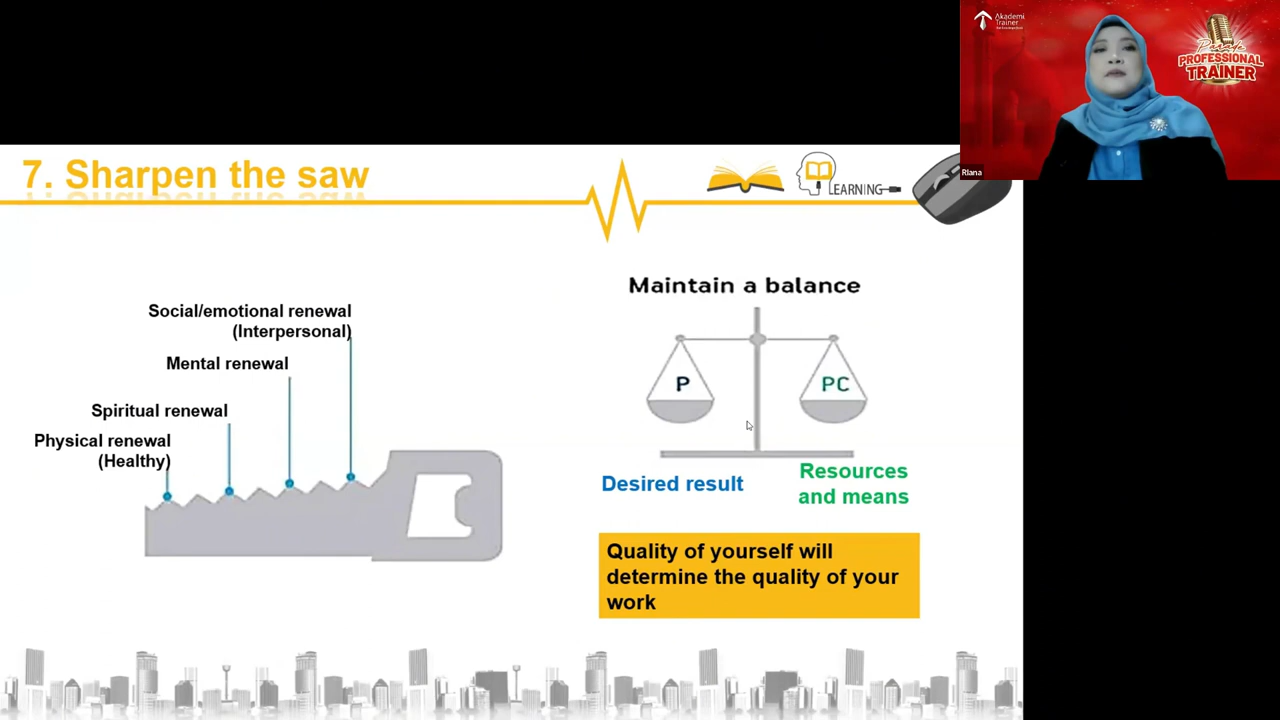 7. Sharpen the saw
LEARNING
Akademi
Trainer
Perak
PROFESSIONAL
TRAINER
Riana
Social/emotional renewal
(Interpersonal)
Mental renewal
Spiritual renewal
Physical renewal
(Healthy)
Maintain a balance
P
PC
Desired result
Resources
and means
Quality of yourself will
determine the quality of your
work